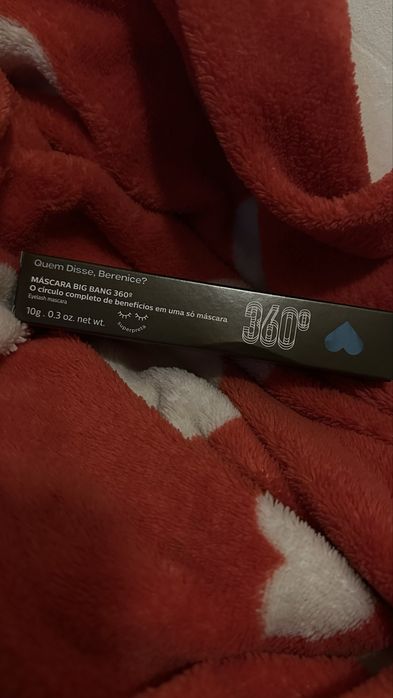 Quem Disse, Berenice?
MÁSCARA BIG BANG 360º
O círculo completo de benefícios em uma só máscara
Eyelash mascara
10g . 0.3 oz. net wt.
superpreta
360º